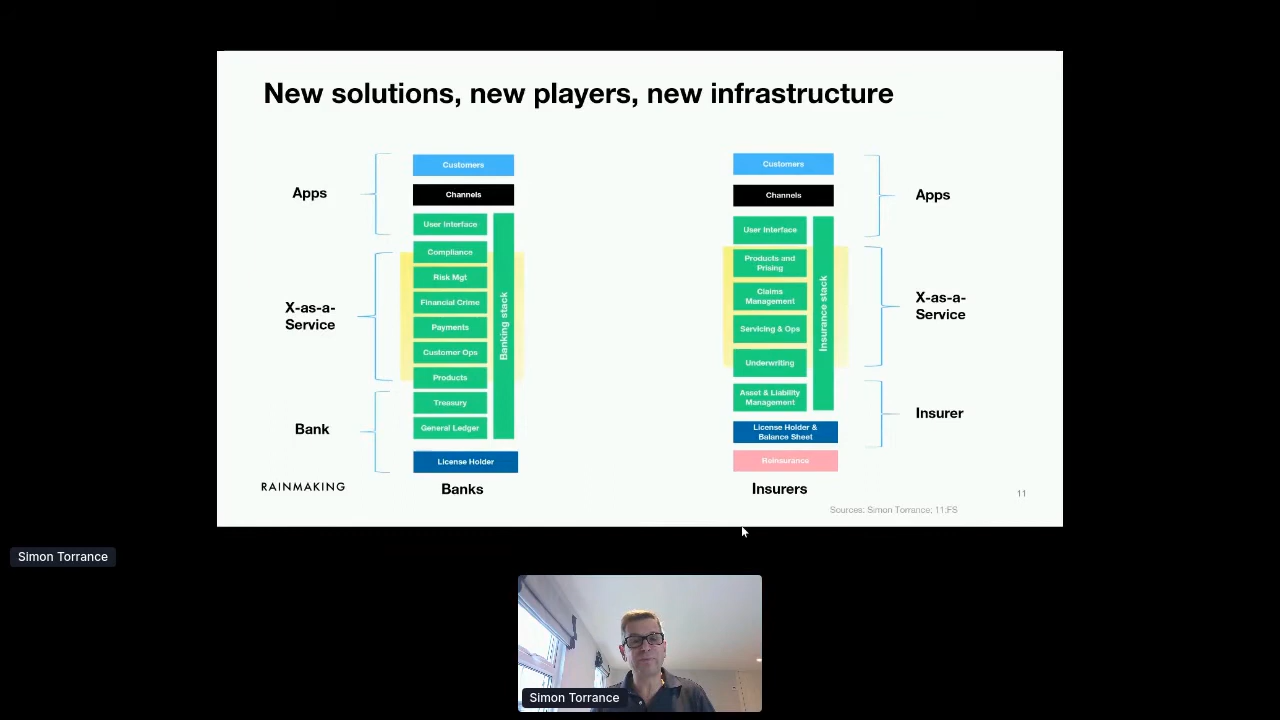 New solutions, new players, new infrastructure
Apps
X-as-a-
Service
Bank
Customers
Channels
User Interface
Compliance
Risk Mgt
Financial Crime
Payments
Customer Ops
Products
Treasury
General Ledger
Banking stack
License Holder
Banks
Customers
Channels
User Interface
Products and
Prising
Claims
Management
Servicing & Ops
Underwriting
Asset & Liability
Management
Insurance stack
License Holder &
Balance Sheet
Reinsurance
Insurers
Apps
X-as-a-
Service
Insurer
RAINMAKING
11
Sources: Simon Torrance; 11:FS
Simon Torrance
Simon Torrance